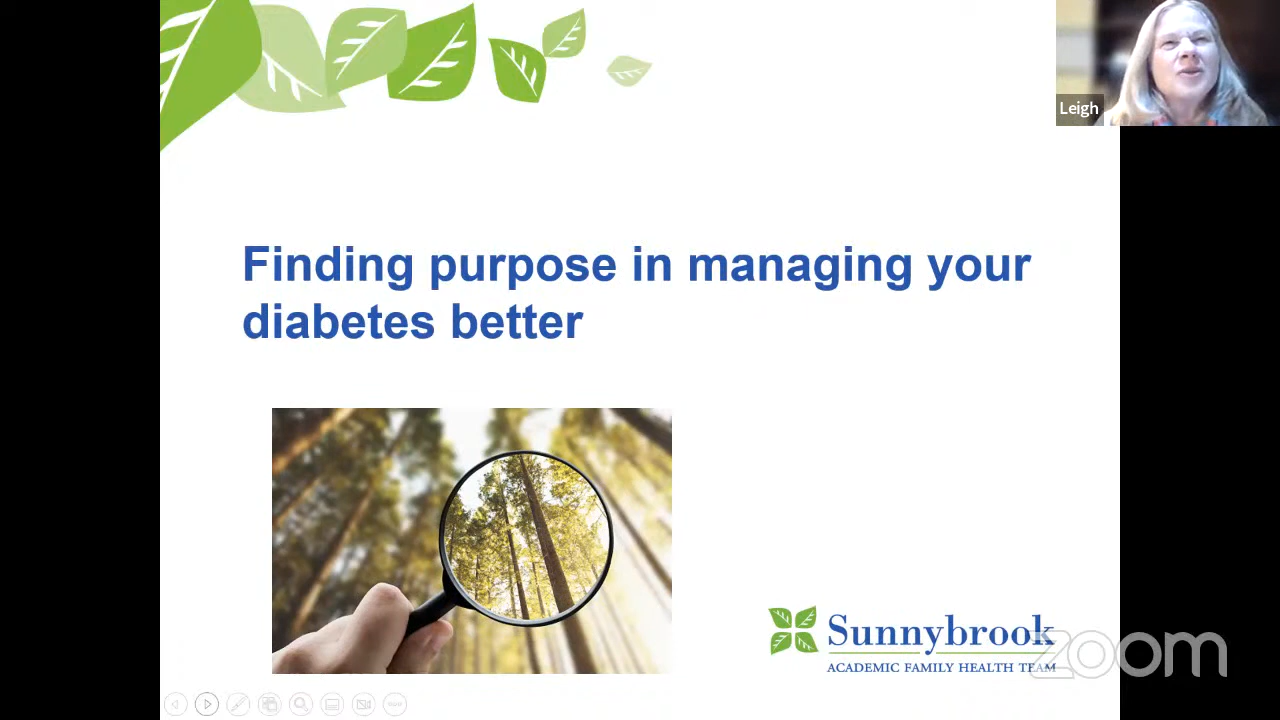 Leigh
Finding purpose in managing your
diabetes better
Sunnybrook
ACADEMIC FAMILY HEALTH TEAM
zoom